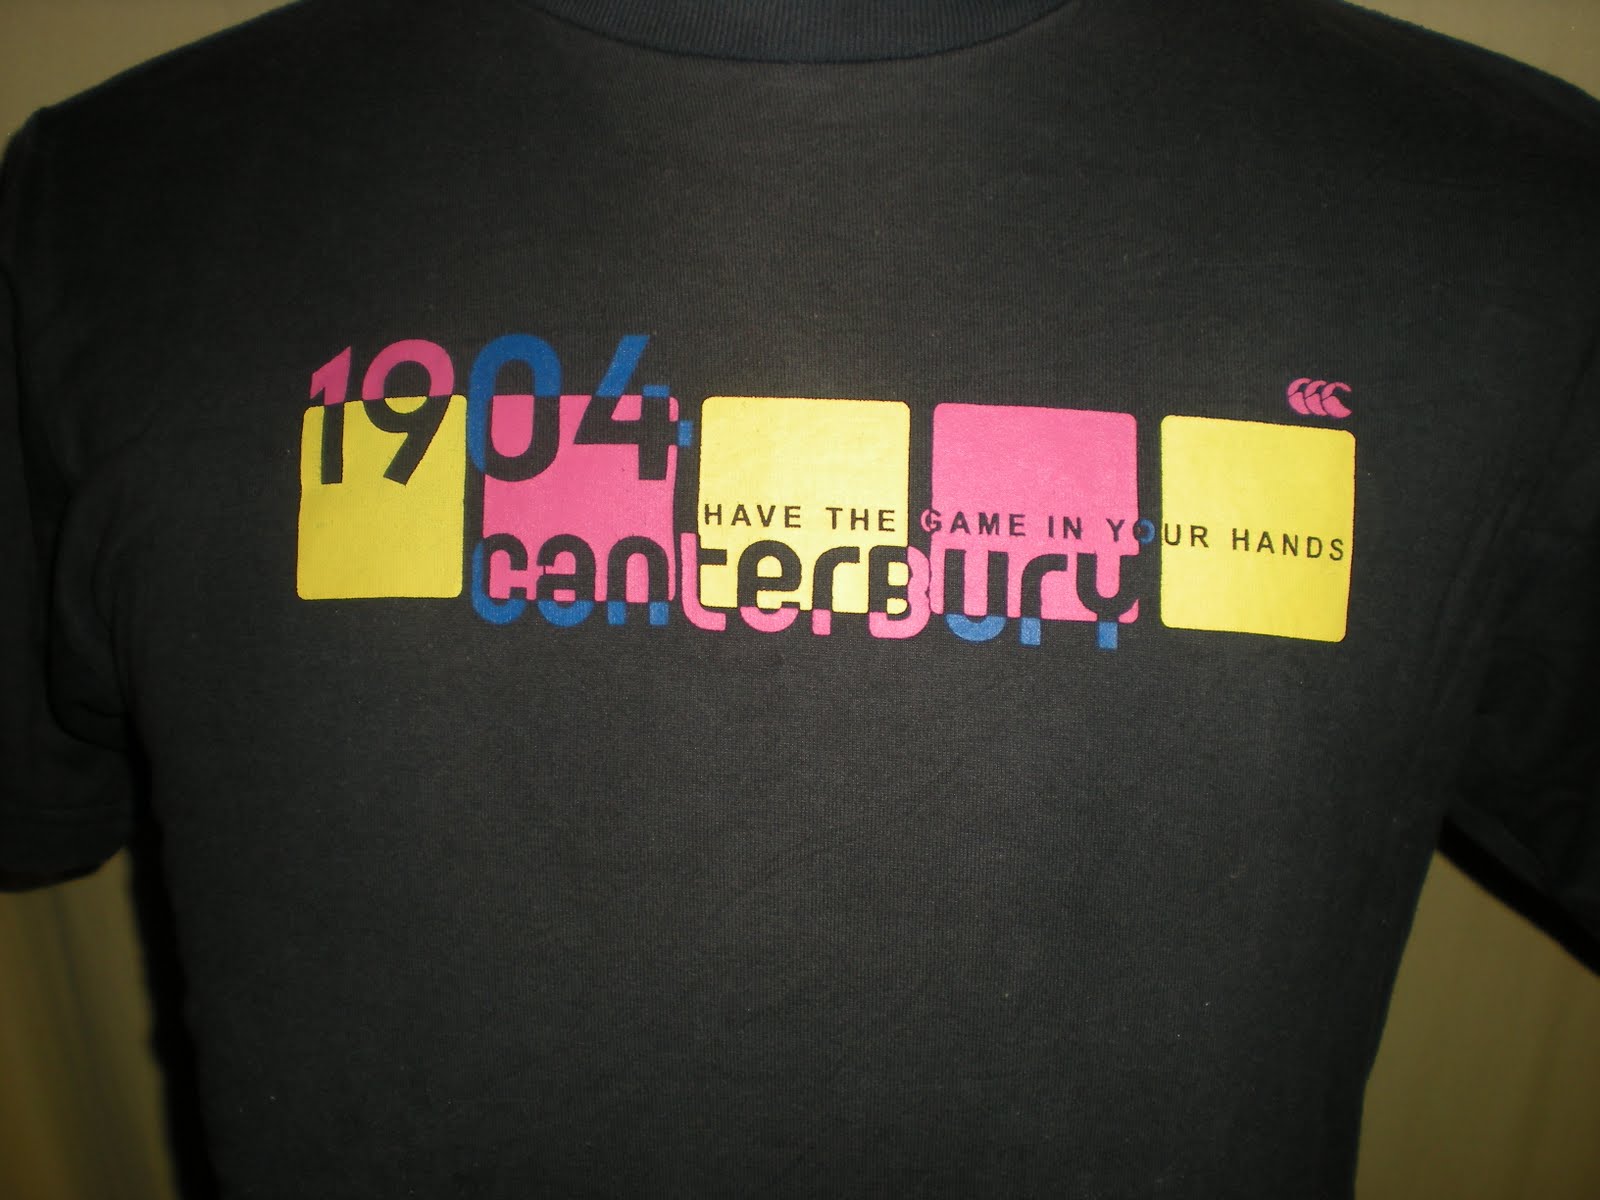 1904
HAVE THE GAME IN YOUR HANDS
canterbury